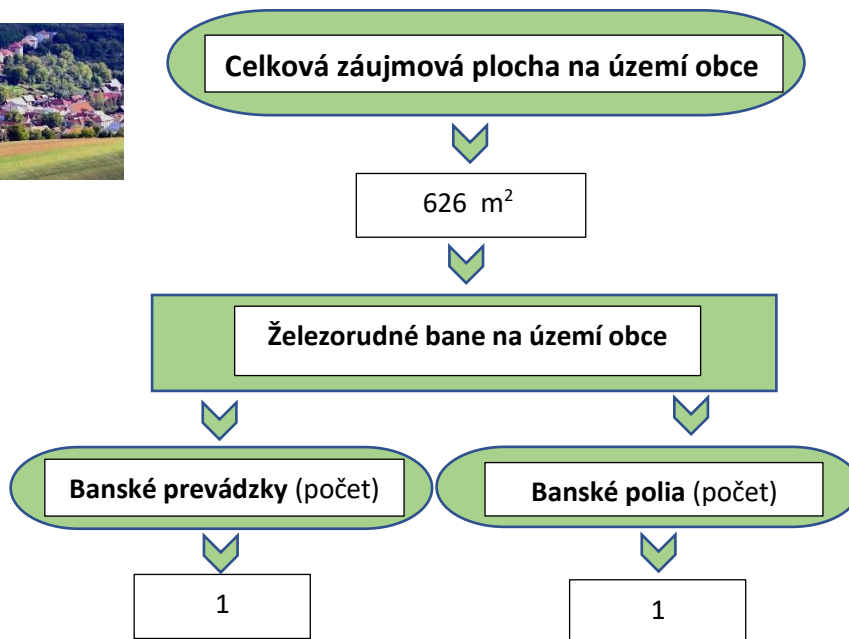 Celková záujmová plocha na území obce
626 m²
Železorudné bane na území obce
Banské prevádzky (počet)
Banské polia (počet)
1
1